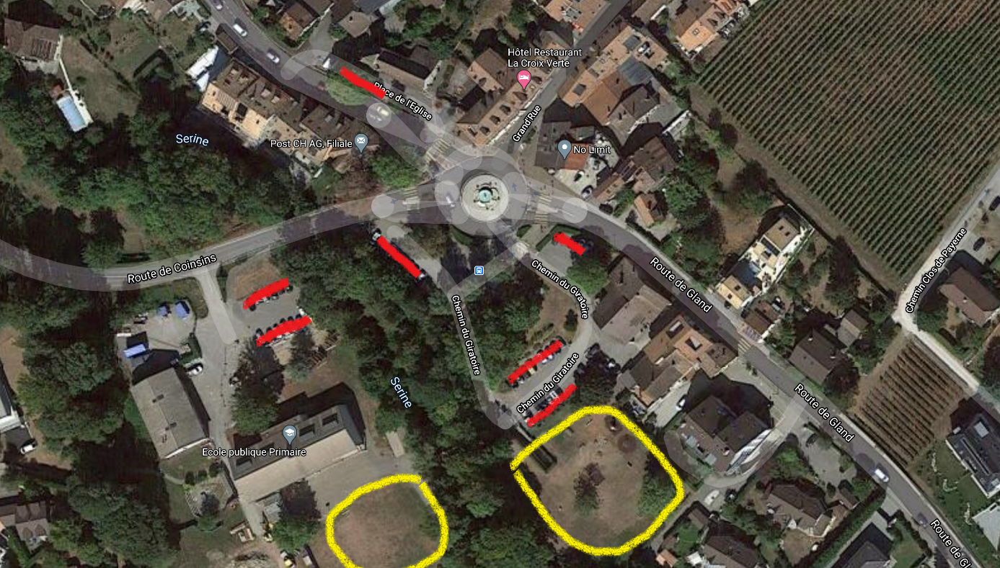 Hôtel Restaurant
La Croix Verte
Place de l'Eglise
Grand'Rue
Serine
Post CH AG, Filiale
No Limit
Route de Coinsins
Chemin du Giratoire
Route de Gland
Chemin Clos de Payerne
Chemin du Giratoire
Chemin du Giratoire
Serine
Route de Gland
Ecole publique Primaire
Route de Gl